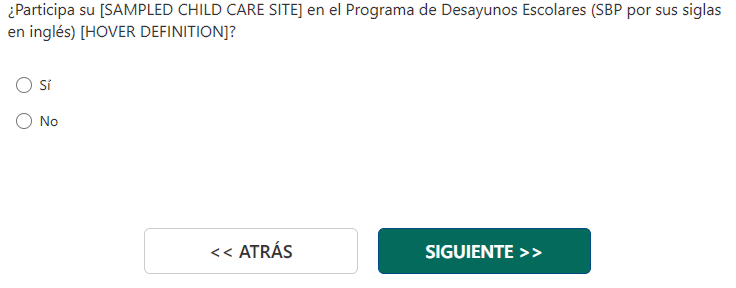 ¿Participa su [SAMPLED CHILD CARE SITE] en el Programa de Desayunos Escolares (SBP por sus siglas
en inglés) [HOVER DEFINITION]?
Sí
No
<< ATRÁS
SIGUIENTE >>